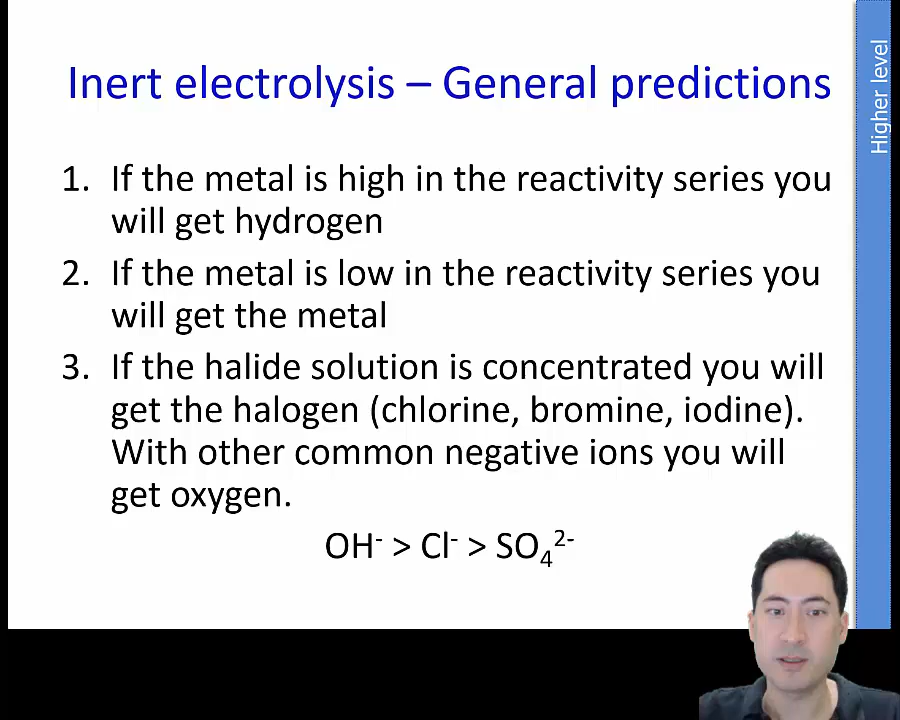 Inert electrolysis – General predictions
Higher level
1. If the metal is high in the reactivity series you
will get hydrogen
2. If the metal is low in the reactivity series you
will get the metal
3. If the halide solution is concentrated you will
get the halogen (chlorine, bromine, iodine).
With other common negative ions you will
get oxygen.
OH⁻ > Cl⁻ > SO₄²⁻